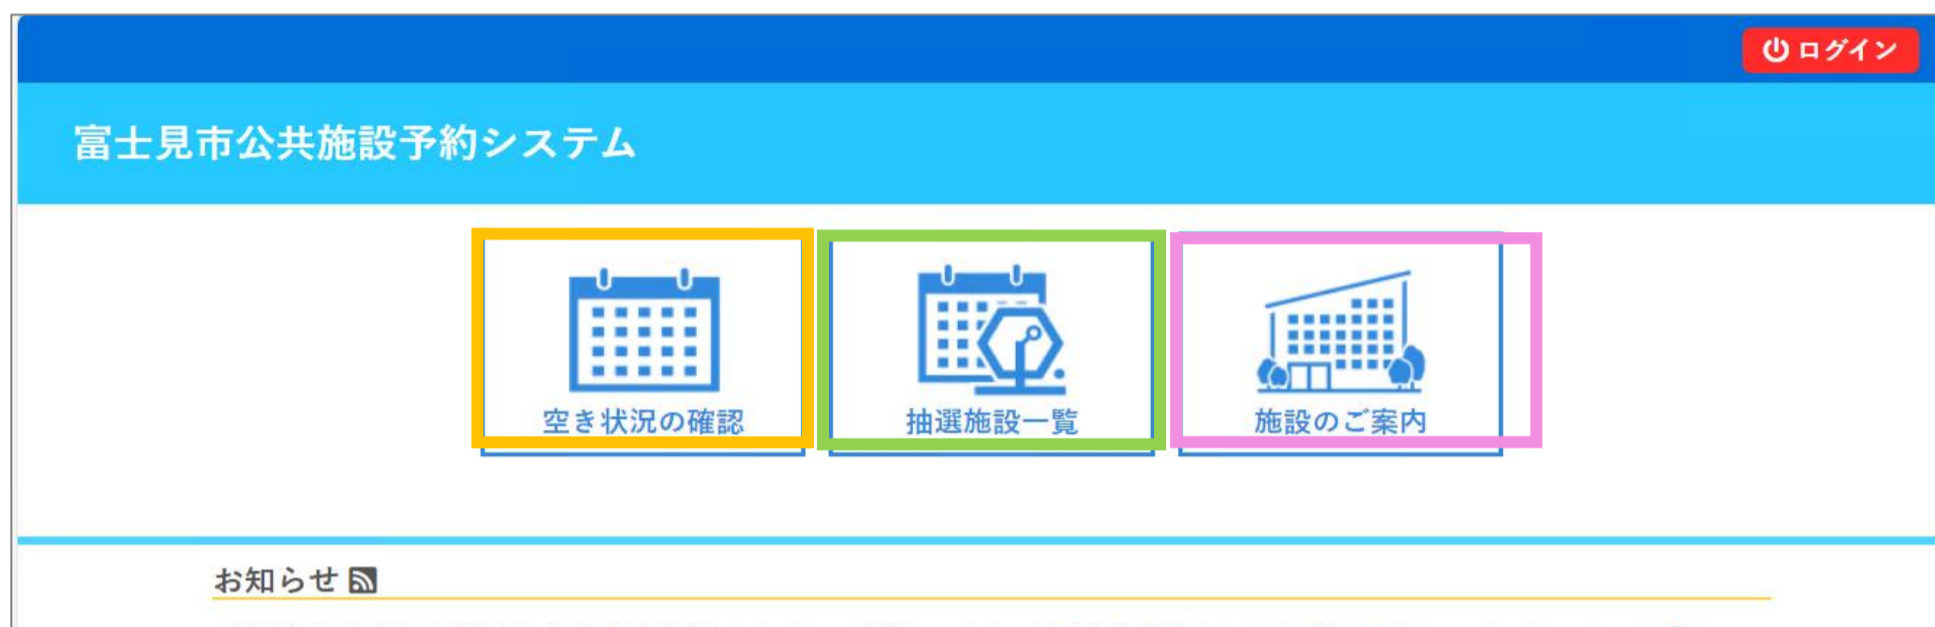 ログイン
富士見市公共施設予約システム
空き状況の確認
抽選施設一覧
施設のご案内
お知らせ